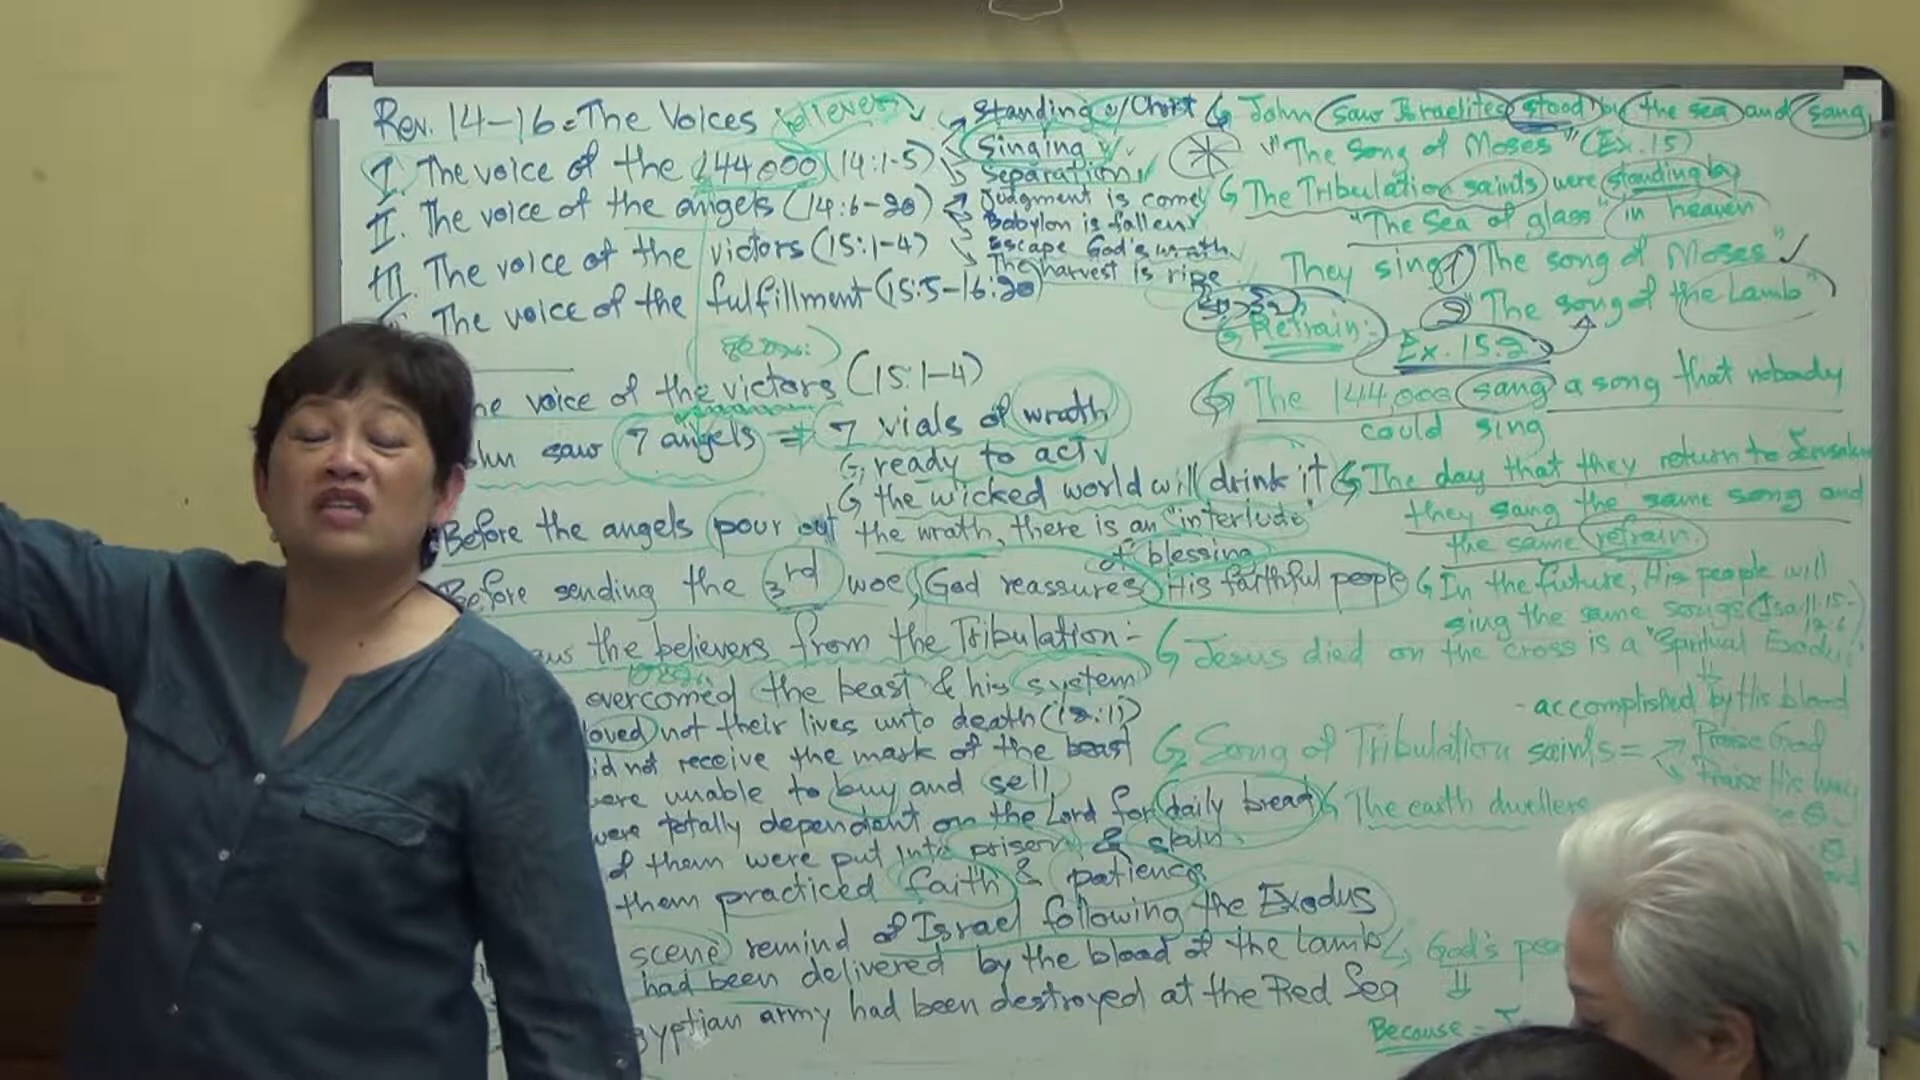 Rev. 14-16 = The Voices believers
I. The voice of the 144,000 (14:1-5)
II. The voice of the angels (14:6-20)
III. The voice of the victors (15:1-4)
The voice of the fulfillment (15:5-16:20)
Standing w/Christ
Singing
Separation
Judgment is come
Babylon is fallen
Escape God's wrath
The harvest is ripe
voice of the victors (15:1-4)
saw 7 angels ⇒ 7 vials of wrath
ready to act
the wicked world will drink it
Before the angels pour out the wrath, there is an "interlude"
of blessing
Before sending the 3rd woe, God reassures His faithful people
the believers from the Tribulation:-
overcomed the beast & his system
loved not their lives unto death (12:11)
did not receive the mark of the beast
were unable to buy and sell
were totally dependent on the Lord for daily bread
of them were put into prison & slain
them practiced faith & patience
scene remind of Israel following the Exodus
had been delivered by the blood of the lamb
army had been destroyed at the Red Sea
John saw Israelites stood by the sea and sang
"The Song of Moses" (Ex. 15)
The Tribulation saints were standing by
"The Sea of glass" in heaven
They sing 1 "The song of Moses"
2 "The song of the Lamb"
Retrain: Ex. 15:2
The 144,000 sang a song that nobody
could sing
The day that they return to
they sang the same song and
the same refrain.
In the future, His people will
sing the same songs (Isa. 11:15-
12:6)
Jesus died on the cross is a "Spiritual
accomplished by His blood
Song of Tribulation saints =
Praise God
Praise His
The earth dwellers
God's
Because =